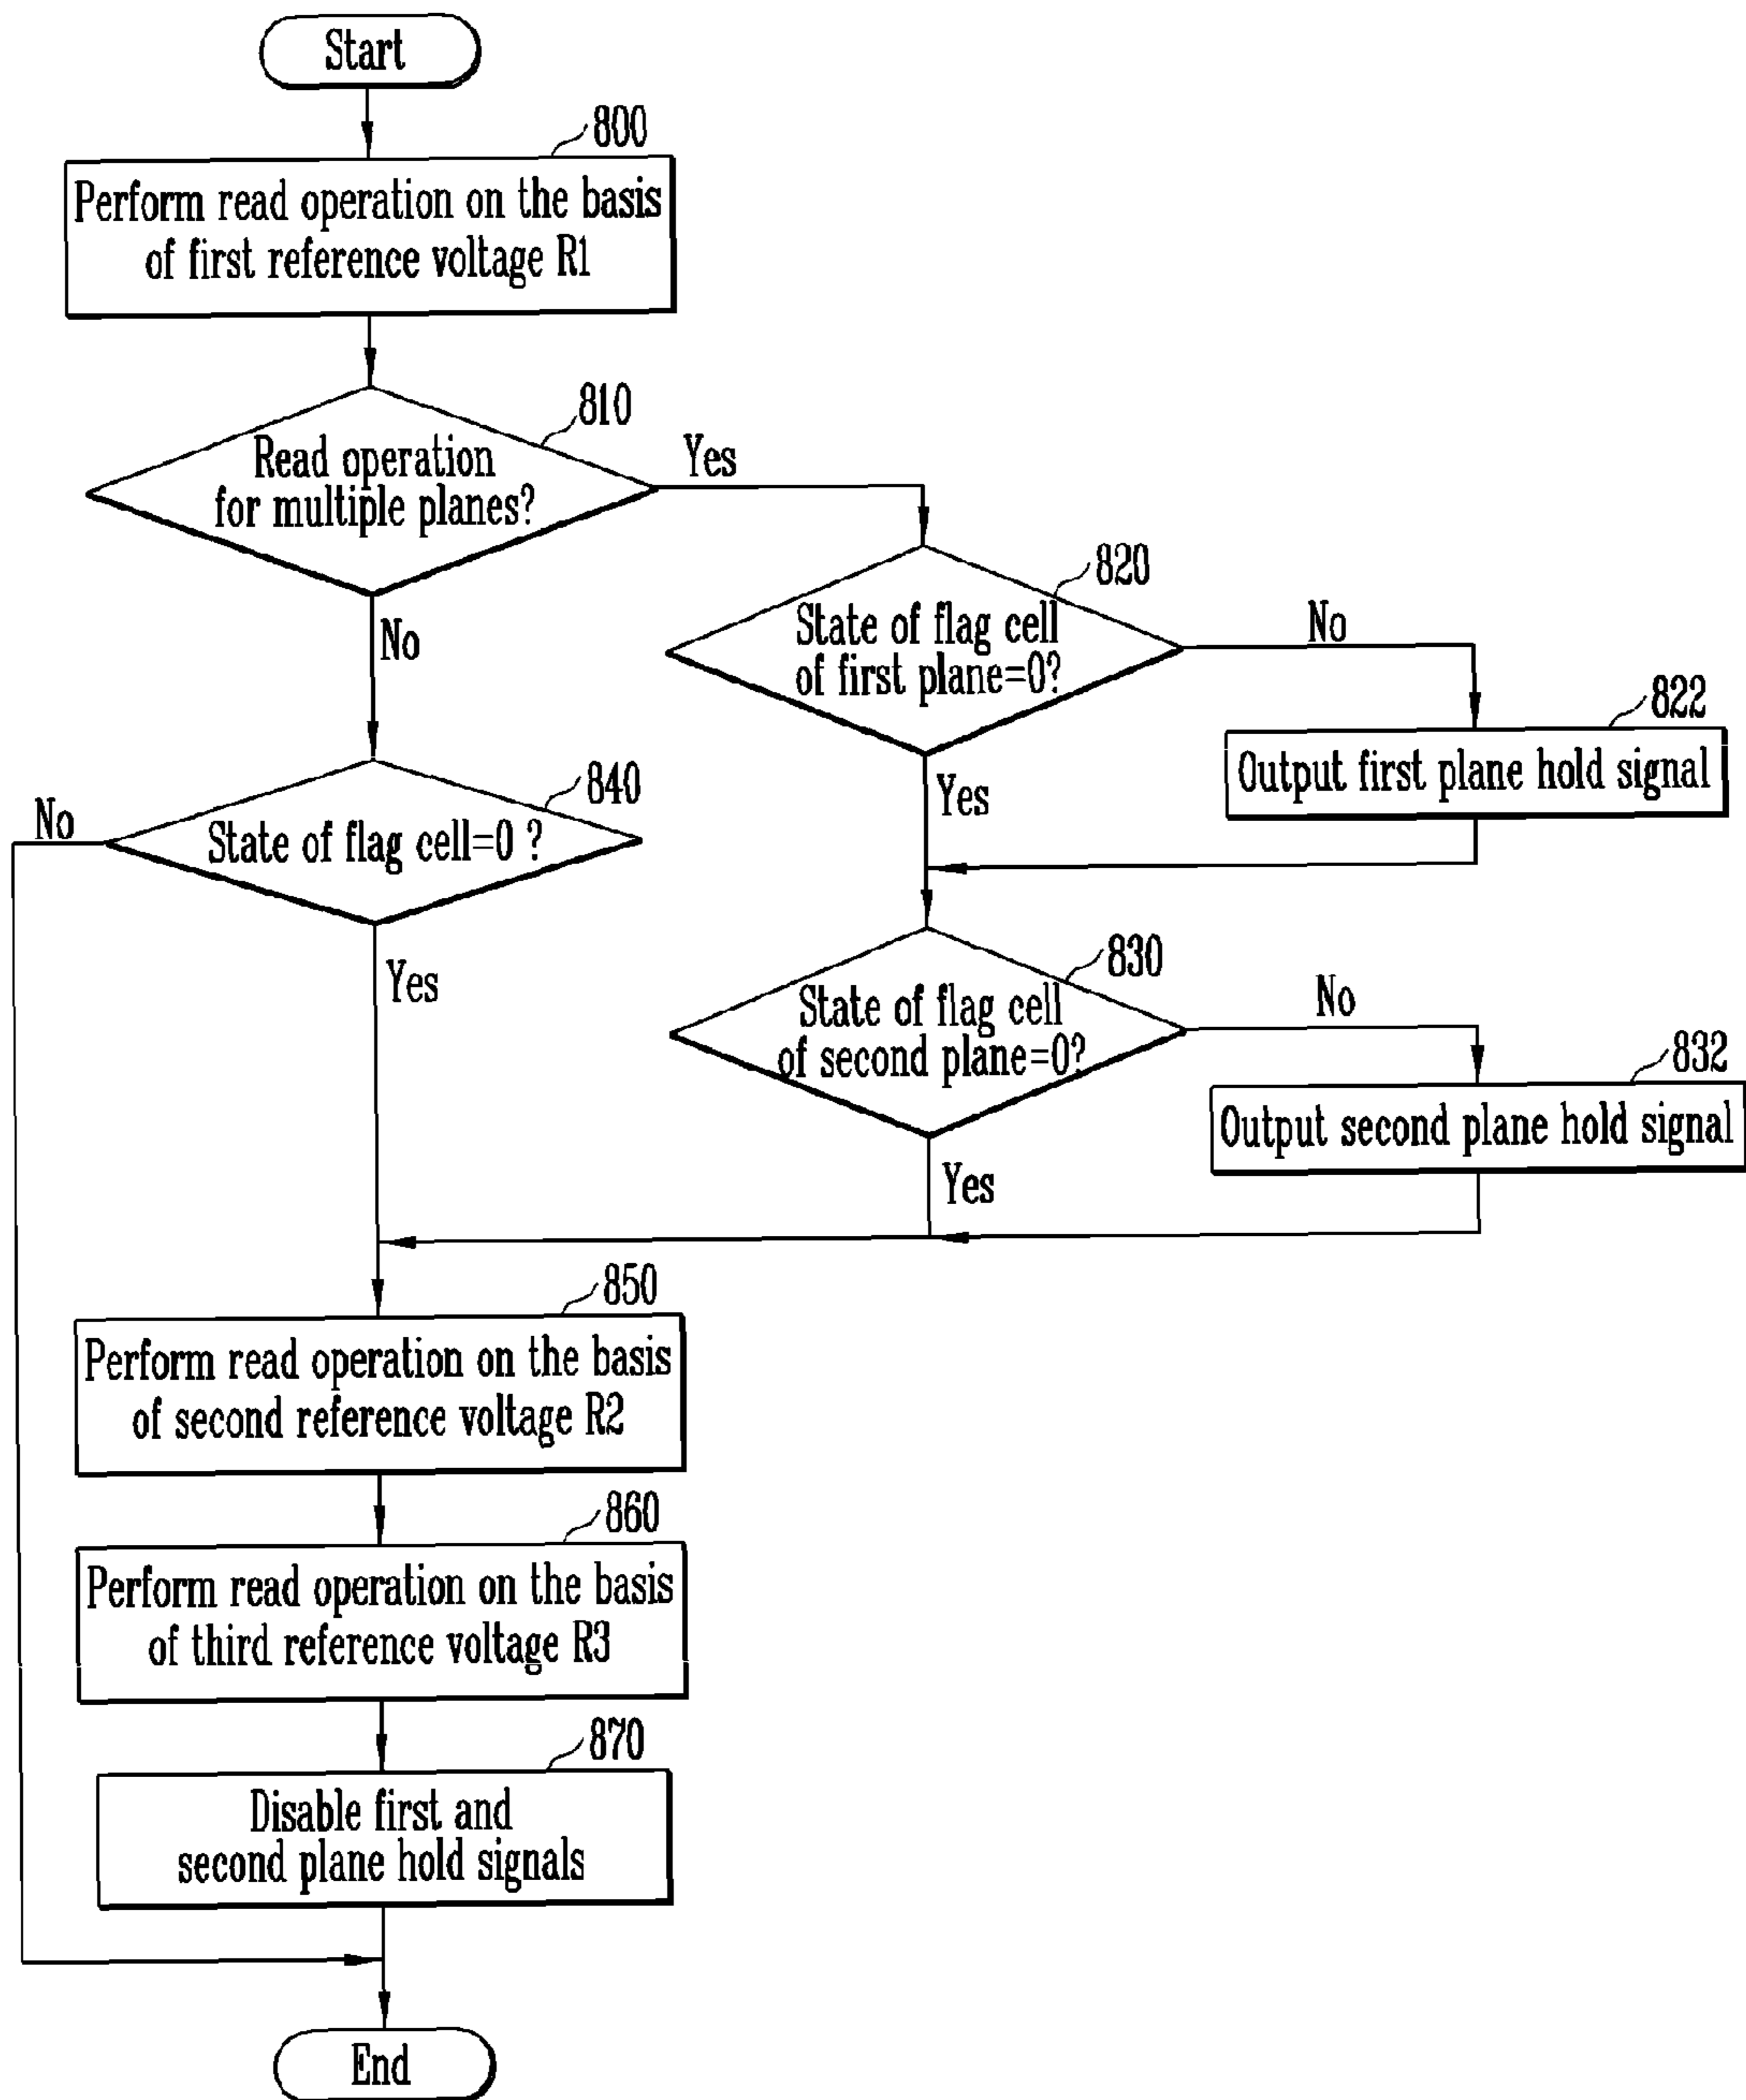 Start
800
Perform read operation on the basis
of first reference voltage R1
810
Read operation
for multiple planes?
Yes
No
820
State of flag cell
of first plane=0?
No
822
Output first plane hold signal
Yes
840
State of flag cell=0 ?
No
Yes
830
State of flag cell
of second plane=0?
No
832
Output second plane hold signal
Yes
850
Perform read operation on the basis
of second reference voltage R2
860
Perform read operation on the basis
of third reference voltage R3
870
Disable first and
second plane hold signals
End